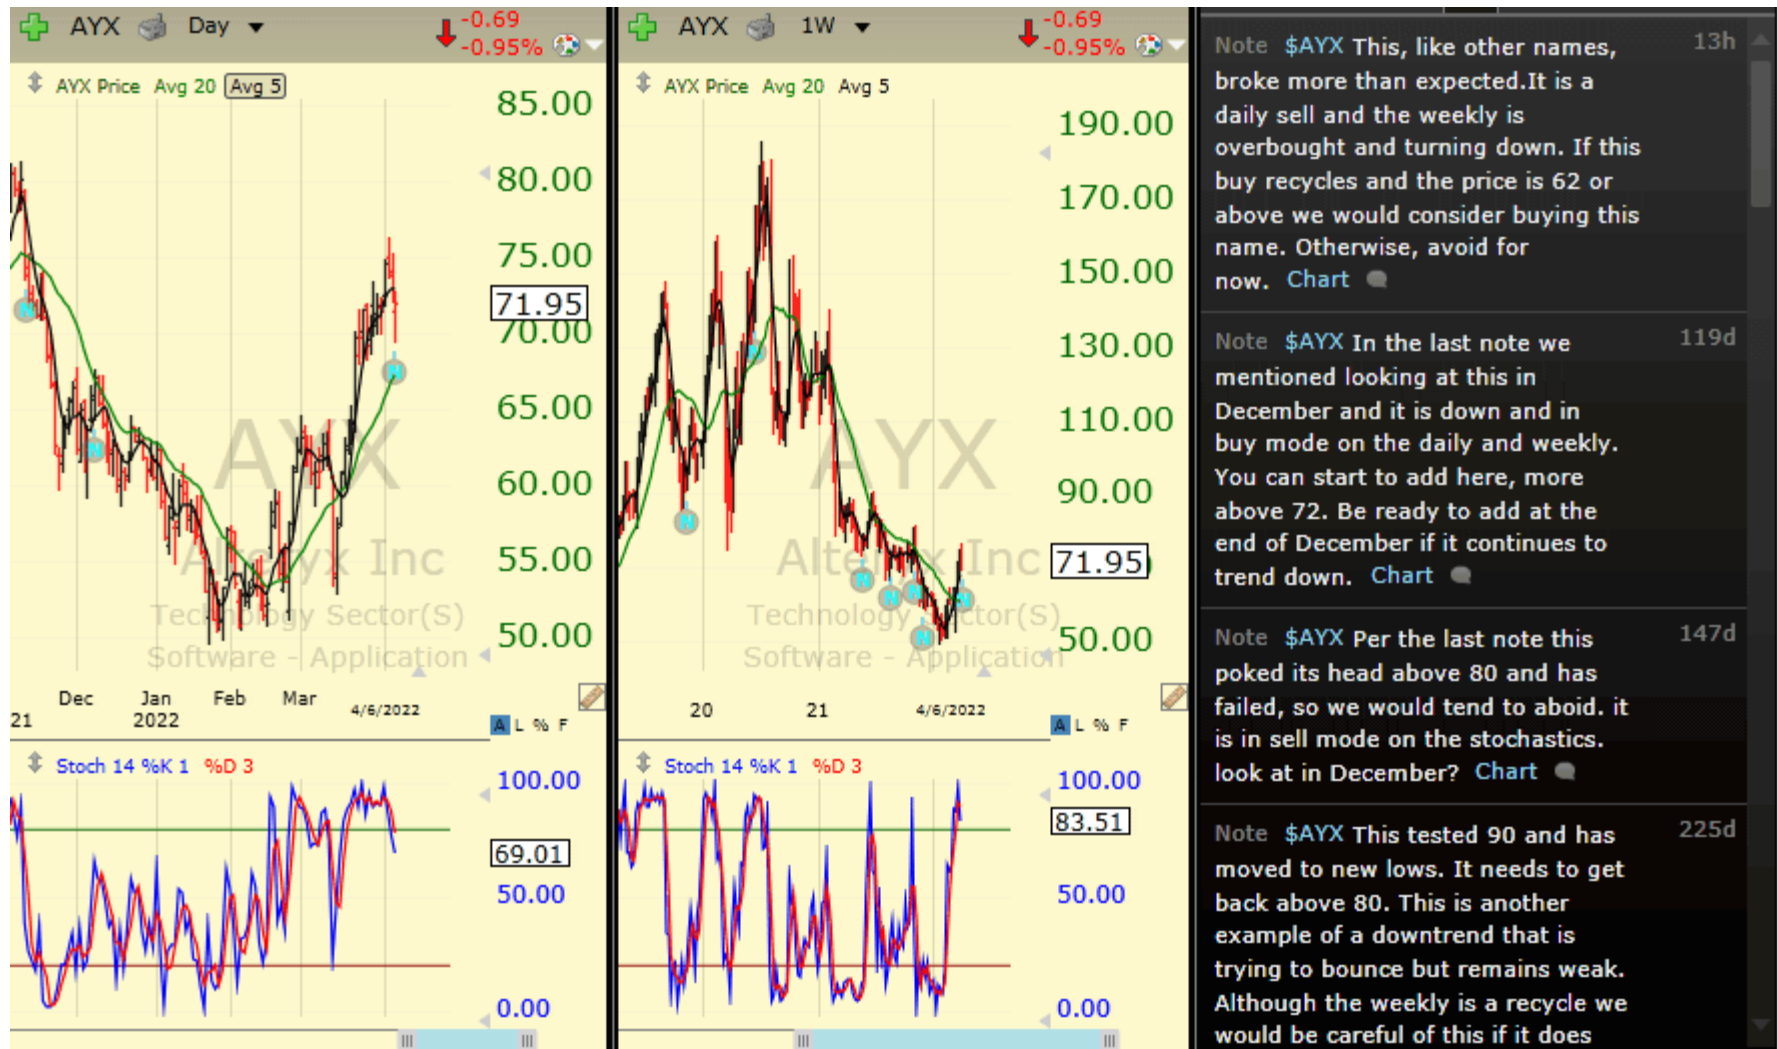 AYX Day
-0.69
-0.95%
AYX Price Avg 20 Avg 5
85.00
80.00
75.00
71.95
70.00
65.00
60.00
55.00
50.00
AYX
Alteryx Inc
Technology Sector(S)
Software - Application
Dec Jan Feb Mar 4/6/2022
21 2022
A L % F
Stoch 14 %K 1 %D 3
100.00
69.01
50.00
0.00
N
N
N
AYX 1W
-0.69
-0.95%
AYX Price Avg 20 Avg 5
190.00
170.00
150.00
130.00
110.00
90.00
71.95
50.00
AYX
Alteryx Inc
Technology Sector(S)
Software - Application
20 21 4/6/2022
A L % F
Stoch 14 %K 1 %D 3
100.00
83.51
50.00
0.00
N
N
N
N
N
N
N
Note $AYX This, like other names, 13h
broke more than expected.It is a
daily sell and the weekly is
overbought and turning down. If this
buy recycles and the price is 62 or
above we would consider buying this
name. Otherwise, avoid for
now. Chart
Note $AYX In the last note we 119d
mentioned looking at this in
December and it is down and in
buy mode on the daily and weekly.
You can start to add here, more
above 72. Be ready to add at the
end of December if it continues to
trend down. Chart
Note $AYX Per the last note this 147d
poked its head above 80 and has
failed, so we would tend to aboid. it
is in sell mode on the stochastics.
look at in December? Chart
Note $AYX This tested 90 and has 225d
moved to new lows. It needs to get
back above 80. This is another
example of a downtrend that is
trying to bounce but remains weak.
Although the weekly is a recycle we
would be careful of this if it does